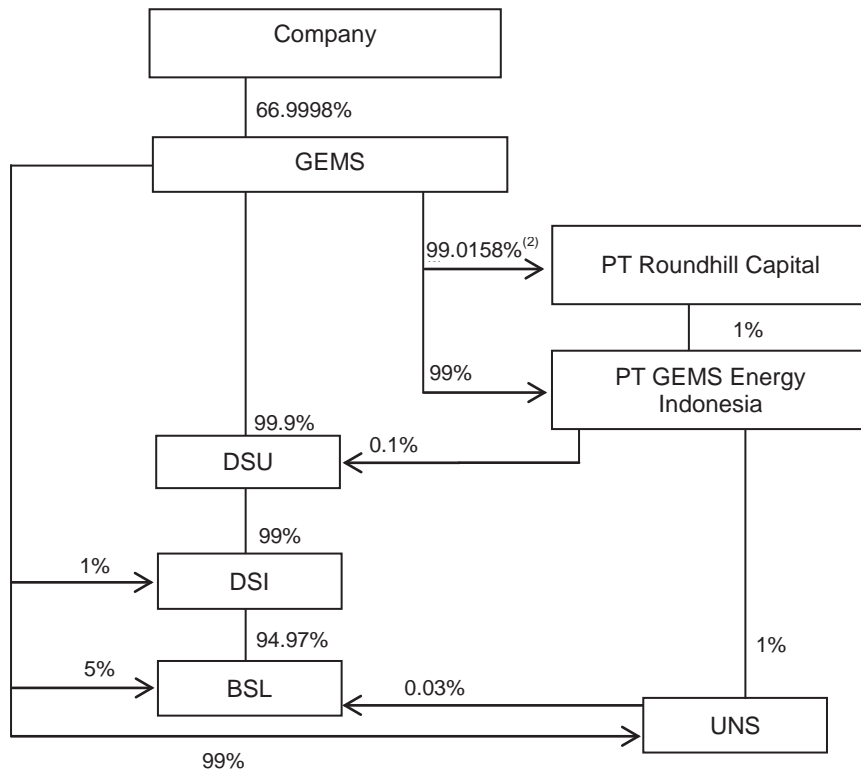 Company
66.9998%
GEMS
99.0158%(2)
PT Roundhill Capital
1%
99%
PT GEMS Energy
Indonesia
99.9%
0.1%
DSU
99%
1%
DSI
94.97%
1%
5%
0.03%
BSL
UNS
99%